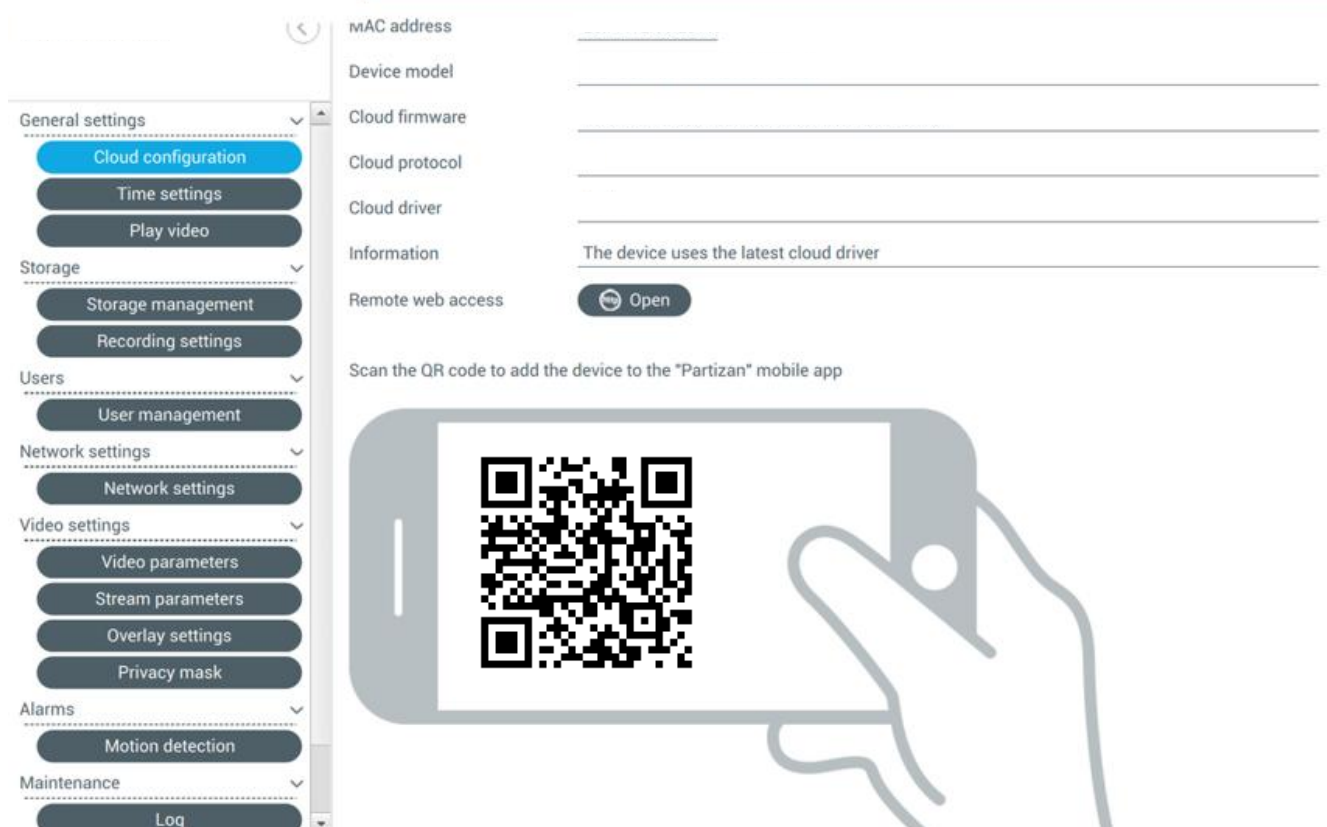 MAC address
Device model
General settings
Cloud firmware
Cloud configuration
Cloud protocol
Time settings
Cloud driver
Play video
Information
The device uses the latest cloud driver
Storage
Storage management
Remote web access
Open
Recording settings
Users
Scan the QR code to add the device to the "Partizan" mobile app
User management
Network settings
Network settings
Video settings
Video parameters
Stream parameters
Overlay settings
Privacy mask
Alarms
Motion detection
Maintenance
Log